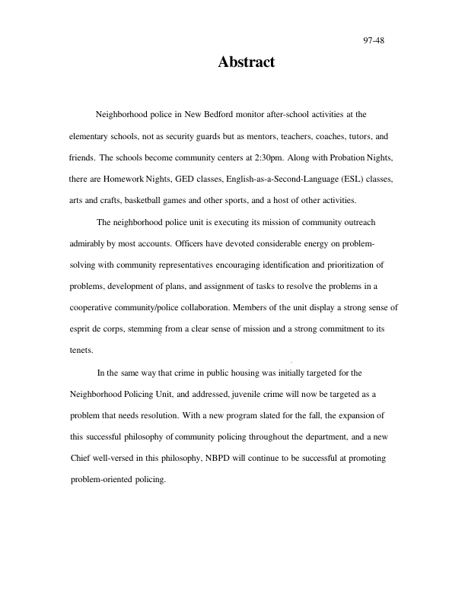 97-48
Abstract
Neighborhood police in New Bedford monitor after-school activities at the
elementary schools, not as security guards but as mentors, teachers, coaches, tutors, and
friends. The schools become community centers at 2:30pm. Along with Probation Nights,
there are Homework Nights, GED classes, English-as-a-Second-Language (ESL) classes,
arts and crafts, basketball games and other sports, and a host of other activities.
The neighborhood police unit is executing its mission of community outreach
admirably by most accounts. Officers have devoted considerable energy on problem-
solving with community representatives encouraging identification and prioritization of
problems, development of plans, and assignment of tasks to resolve the problems in a
cooperative community/police collaboration. Members of the unit display a strong sense of
esprit de corps, stemming from a clear sense of mission and a strong commitment to its
tenets.
In the same way that crime in public housing was initially targeted for the
Neighborhood Policing Unit, and addressed, juvenile crime will now be targeted as a
problem that needs resolution. With a new program slated for the fall, the expansion of
this successful philosophy of community policing throughout the department, and a new
Chief well-versed in this philosophy, NBPD will continue to be successful at promoting
problem-oriented policing.